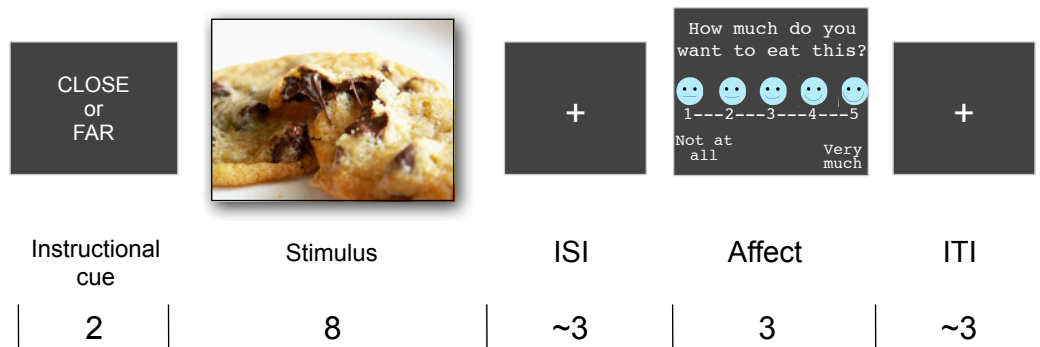 CLOSE
or
FAR
+
How much do you
want to eat this?
1---2---3---4---5
Not at
all
Very
much
+
Instructional
cue
Stimulus
ISI
Affect
ITI
2
8
~3
3
~3